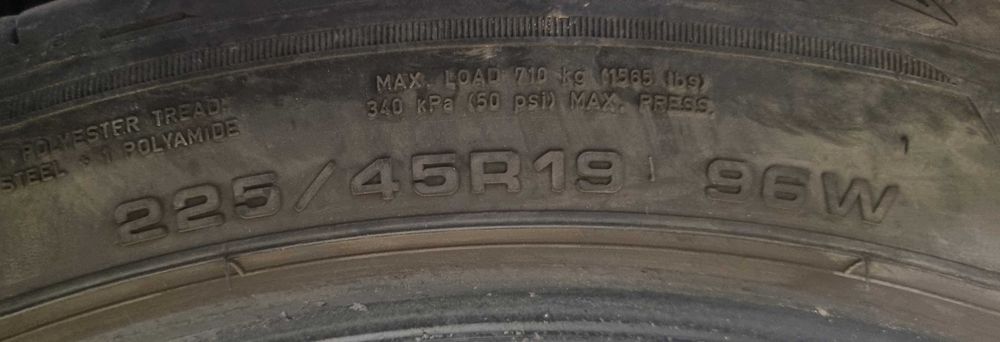 MAX. LOAD 710 kg (1565 lbs)
340 kPa (50 psi) MAX. PRESS.
POLYESTER TREAD:
STEEL + 1 POLYAMIDE
225/45R19 96W
1